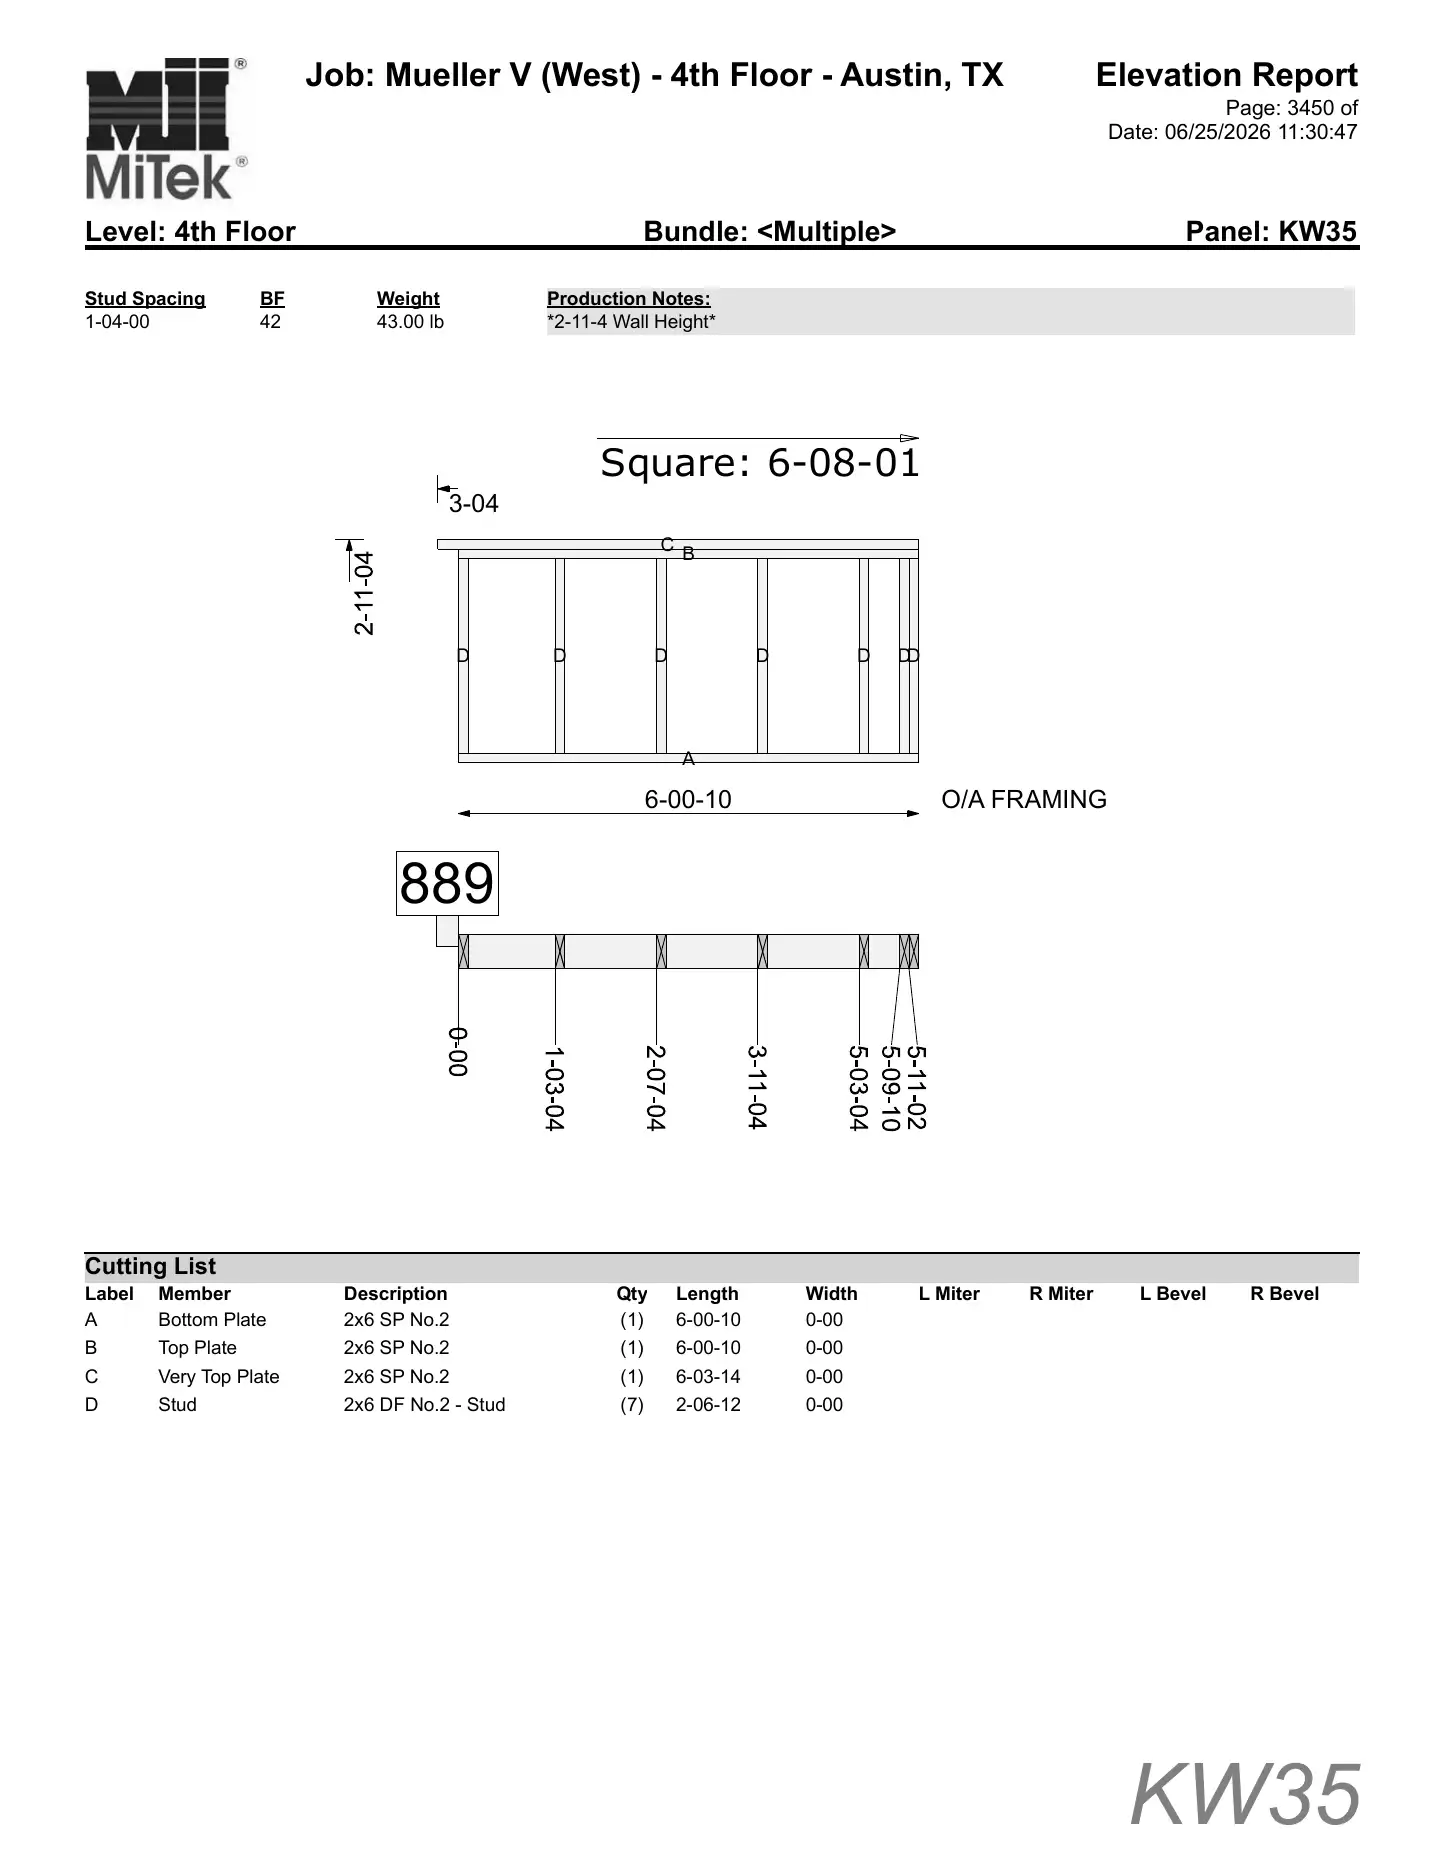 Job: Mueller V (West) - 4th Floor - Austin, TX
Elevation Report
Page: 3450 of
Date: 06/25/2026 11:30:47
MiTek®
Level: 4th Floor Bundle: <Multiple> Panel: KW35
Stud Spacing BF Weight Production Notes:
1-04-00 42 43.00 lb *2-11-4 Wall Height*
Square: 6-08-01
3-04
2-11-04
C
B
D D D D D D D
A
6-00-10 O/A FRAMING
889
0-00 1-03-04 2-07-04 3-11-04 5-03-04 5-09-10 5-11-02
Cutting List
Label Member Description Qty Length Width L Miter R Miter L Bevel R Bevel
A Bottom Plate 2x6 SP No.2 (1) 6-00-10 0-00
B Top Plate 2x6 SP No.2 (1) 6-00-10 0-00
C Very Top Plate 2x6 SP No.2 (1) 6-03-14 0-00
D Stud 2x6 DF No.2 - Stud (7) 2-06-12 0-00
KW35